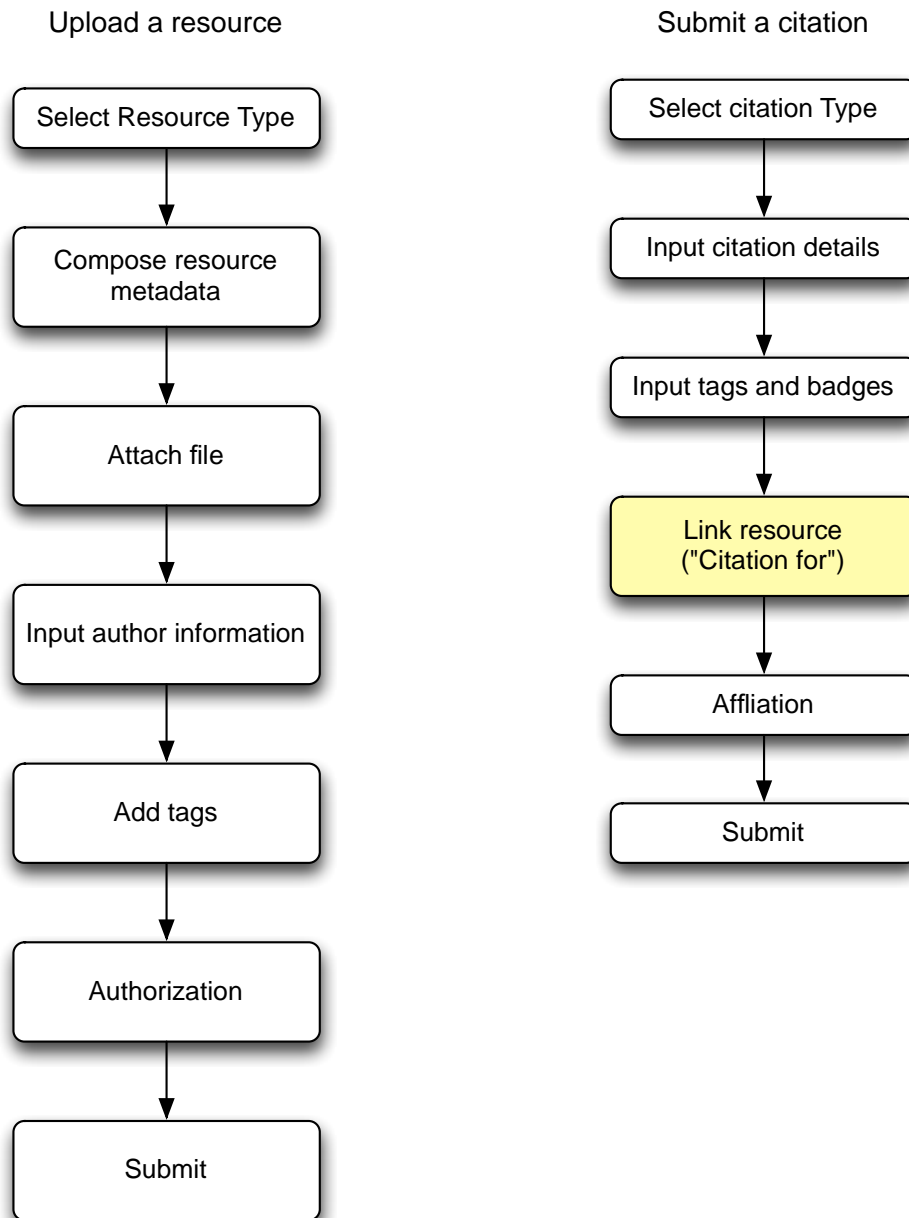 Upload a resource
Select Resource Type
Compose resource
metadata
Attach file
Input author information
Add tags
Authorization
Submit
Submit a citation
Select citation Type
Input citation details
Input tags and badges
Link resource
("Citation for")
Affliation
Submit